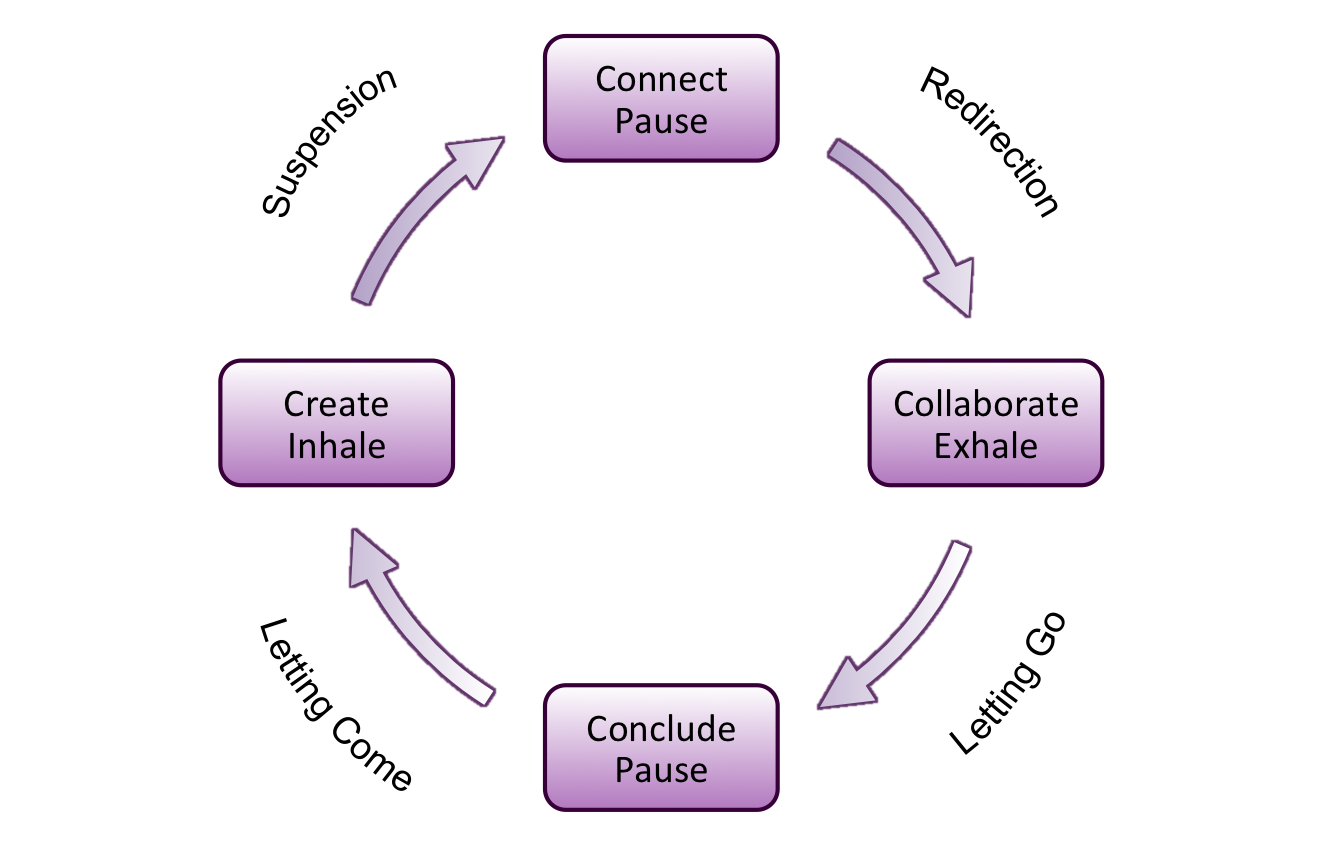 Connect
Pause
Redirection
Collaborate
Exhale
Letting Go
Conclude
Pause
Letting Come
Create
Inhale
Suspension